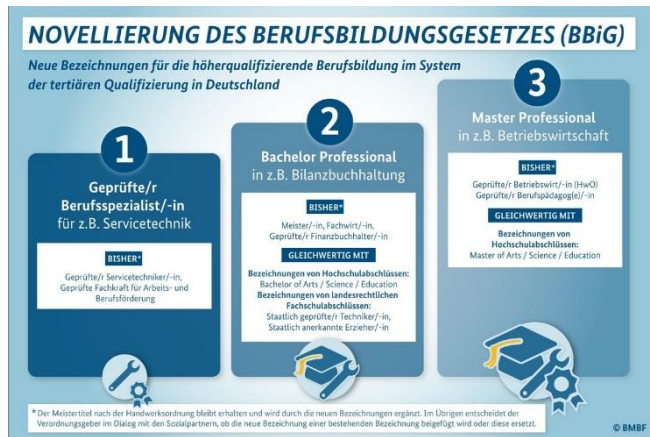 NOVELLIERUNG DES BERUFSBILDUNGSGESETZES (BBiG)
Neue Bezeichnungen für die höherqualifizierende Berufsbildung im System
der tertiären Qualifizierung in Deutschland
1
Geprüfte/r
Berufsspezialist/-in
für z.B. Servicetechnik
BISHER*
Geprüfte/r Servicetechniker/-in,
Geprüfte Fachkraft für Arbeits- und
Berufsförderung
2
Bachelor Professional
in z.B. Bilanzbuchhaltung
BISHER*
Meister/-in, Fachwirt/-in,
Geprüfte/r Finanzbuchhalter/-in
GLEICHWERTIG MIT
Bezeichnungen von Hochschulabschlüssen:
Bachelor of Arts / Science / Education
Bezeichnungen von landesrechtlichen
Fachschulabschlüssen:
Staatlich geprüfte/r Techniker/-in,
Staatlich anerkannte Erzieher/-in
3
Master Professional
in z.B. Betriebswirtschaft
BISHER*
Geprüfte/r Betriebswirt/-in (HwO)
Geprüfte/r Berufspädagog(e)/-in
GLEICHWERTIG MIT
Bezeichnungen von
Hochschulabschlüssen:
Master of Arts / Science / Education
* Der Meistertitel nach der Handwerksordnung bleibt erhalten und wird durch die neuen Bezeichnungen ergänzt. Im Übrigen entscheidet der
Verordnungsgeber im Dialog mit den Sozialpartnern, ob die neue Bezeichnung einer bestehenden Bezeichnung beigefügt wird oder diese ersetzt.
© BMBF